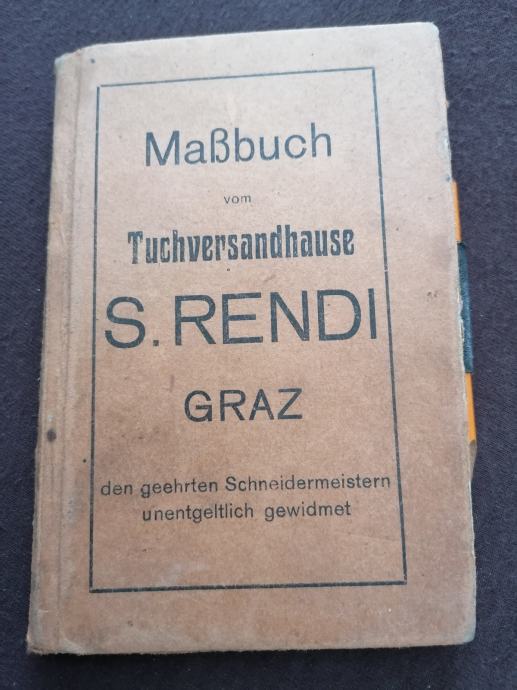 Maßbuch
vom
Tuchversandhause
S. RENDI
GRAZ
den geehrten Schneidermeistern
unentgeltlich gewidmet